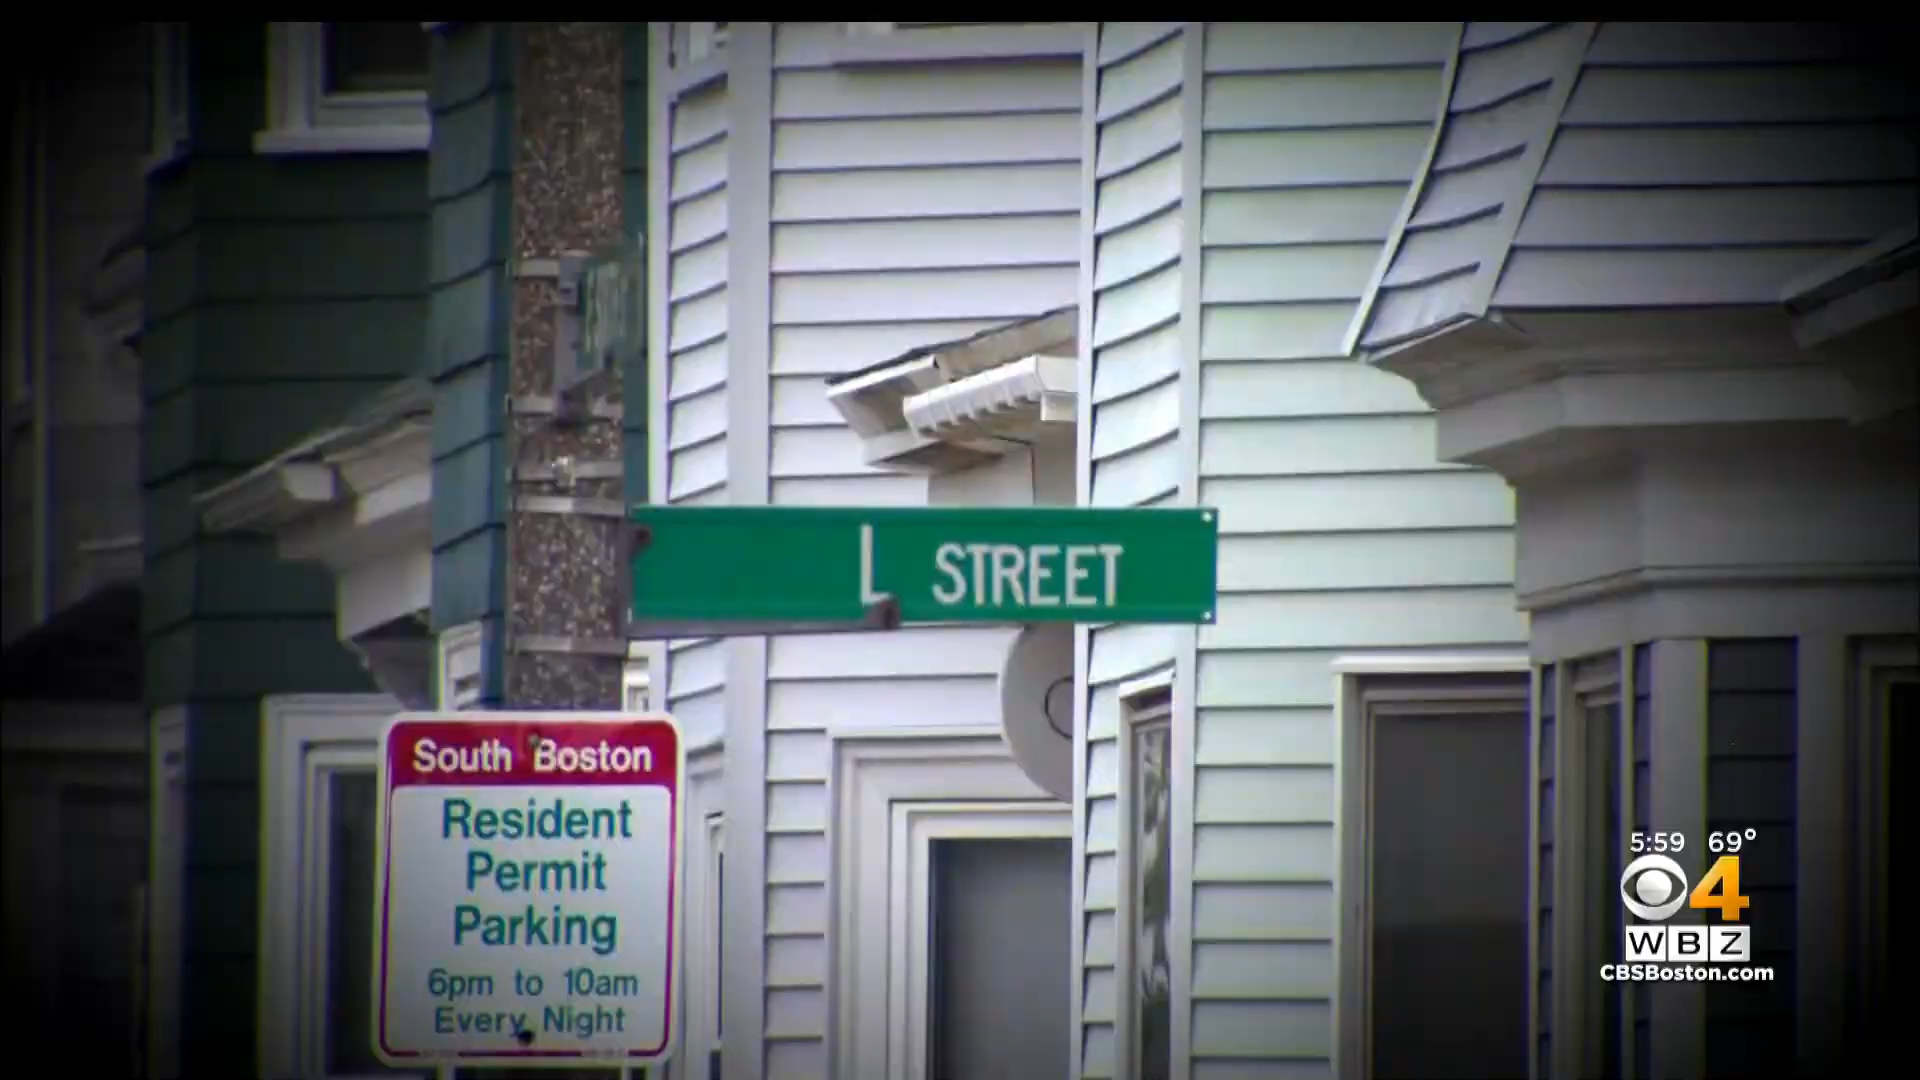 L STREET
South Boston
Resident
Permit
Parking
6pm to 10am
Every Night
5:59 69°
4
WBZ
CBSBoston.com